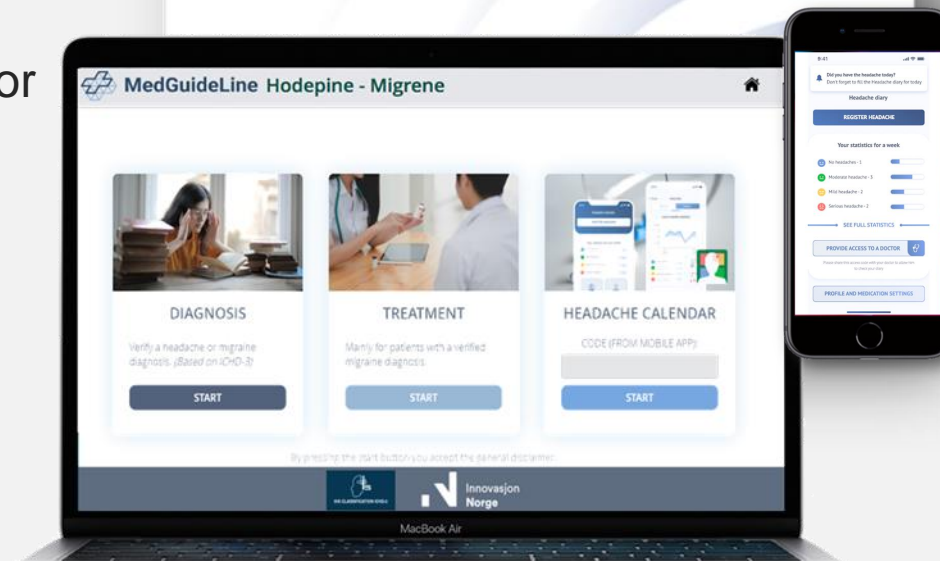 or
MedGuideLine Hodepine - Migrene
DIAGNOSIS
Verify a headache or migraine
diagnosis. (Based on ICHD-3)
START
TREATMENT
Mainly for patients with a verified
migraine diagnosis.
START
HEADACHE CALENDAR
CODE (FROM MOBILE APP):
START
By pressing the start button you accept the general disclaimer.
Innovasjon
Norge
MacBook Air
9:41
Did you have the headache today?
Don't forget to fill the Headache diary for today
Headache diary
REGISTER HEADACHE
Your statistics for a week
No headaches - 1
Moderate headache - 3
Mild headache - 2
Serious headache - 2
SEE FULL STATISTICS
PROVIDE ACCESS TO A DOCTOR
PROFILE AND MEDICATION SETTINGS